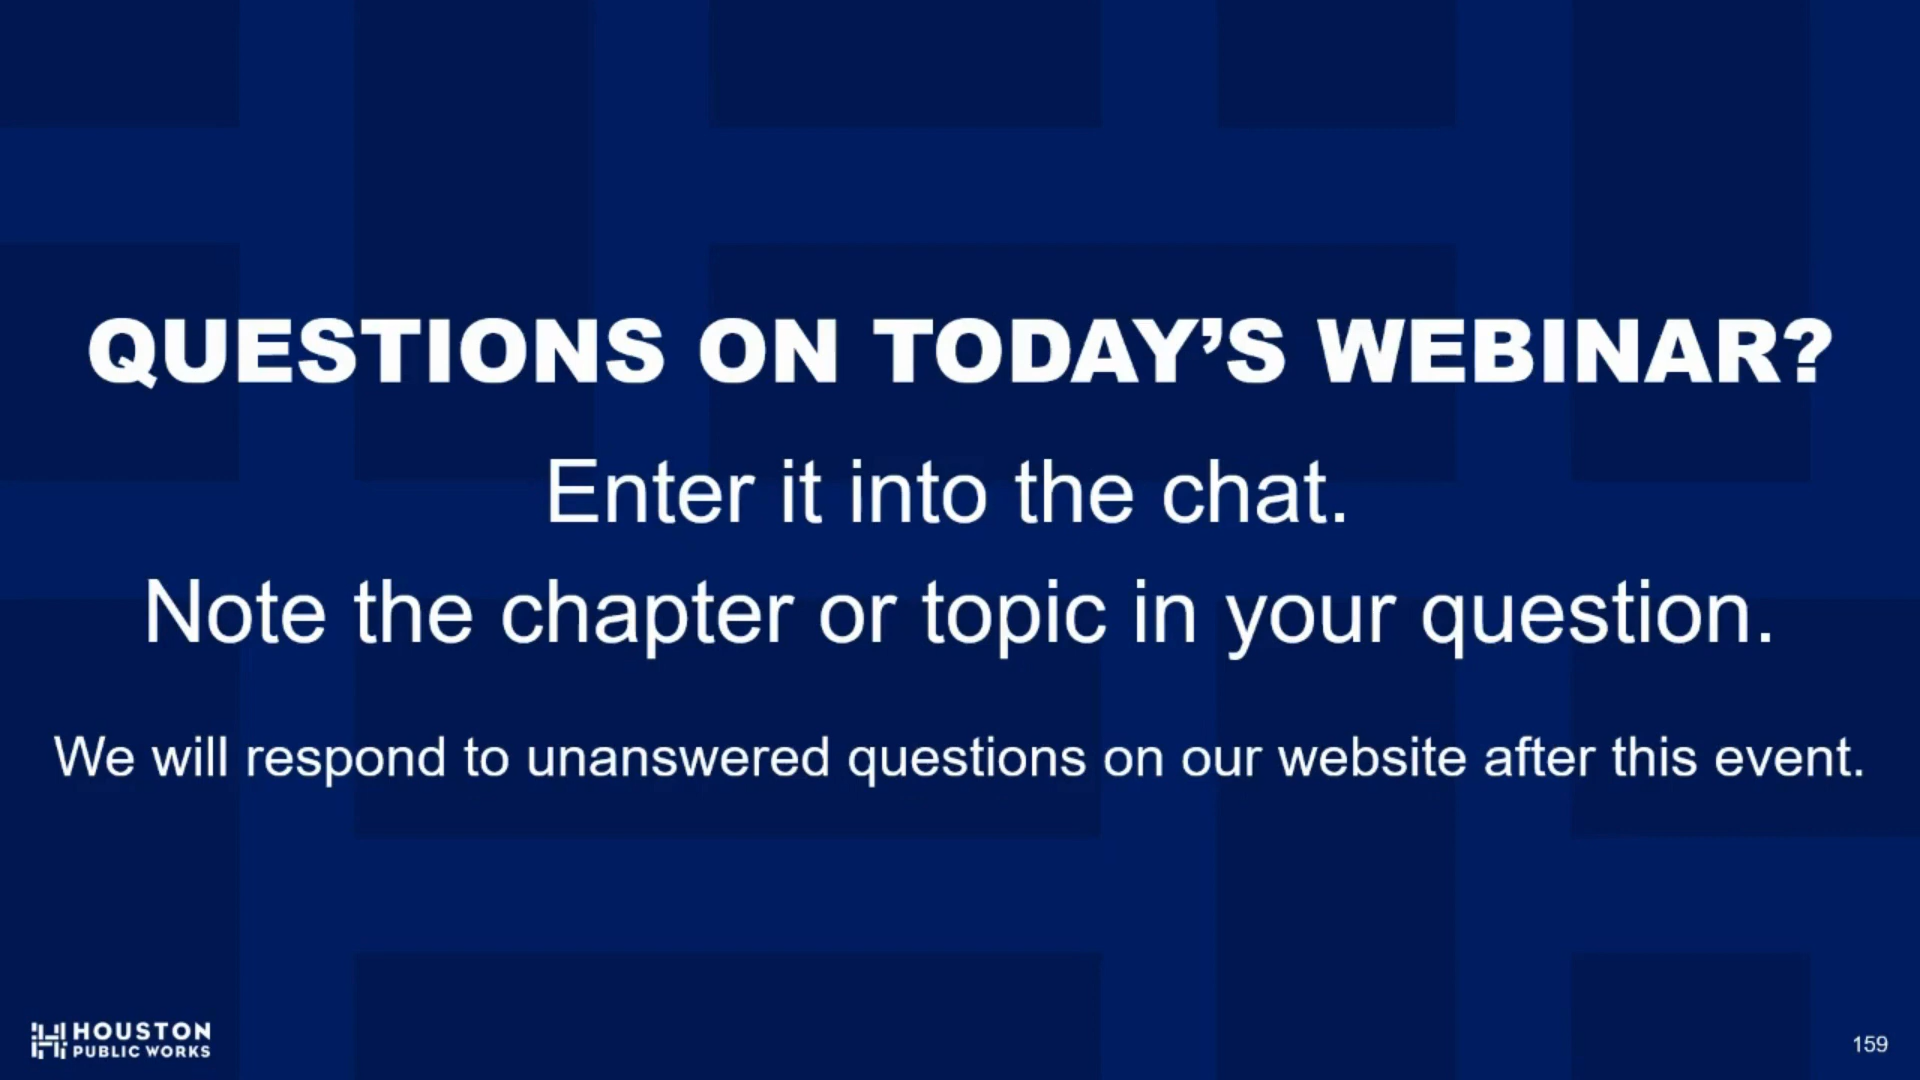 QUESTIONS ON TODAY’S WEBINAR?
Enter it into the chat.
Note the chapter or topic in your question.
We will respond to unanswered questions on our website after this event.
HOUSTON
PUBLIC WORKS
159